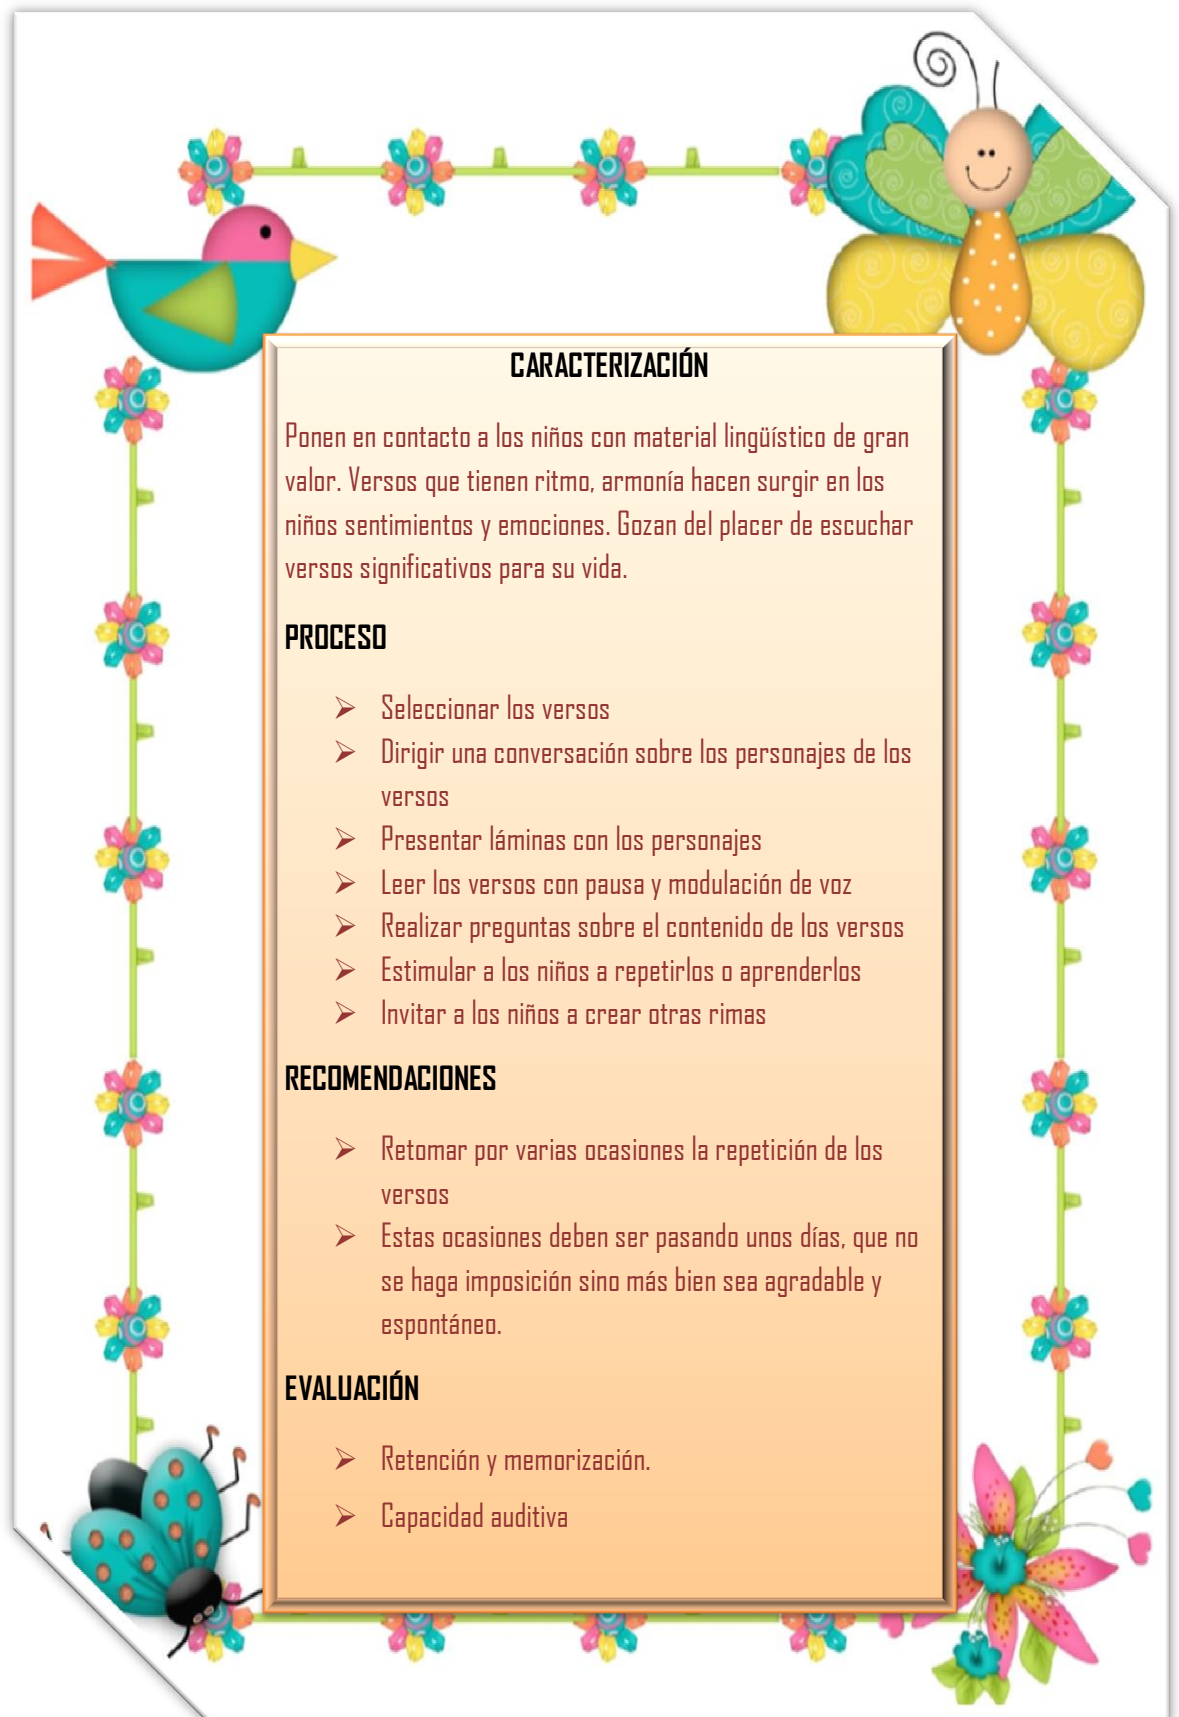 CARACTERIZACIÓN
Ponen en contacto a los niños con material lingüístico de gran
valor. Versos que tienen ritmo, armonía hacen surgir en los
niños sentimientos y emociones. Gozan del placer de escuchar
versos significativos para su vida.
PROCESO
➢ Seleccionar los versos
➢ Dirigir una conversación sobre los personajes de los
versos
➢ Presentar láminas con los personajes
➢ Leer los versos con pausa y modulación de voz
➢ Realizar preguntas sobre el contenido de los versos
➢ Estimular a los niños a repetirlos o aprenderlos
➢ Invitar a los niños a crear otras rimas
RECOMENDACIONES
➢ Retomar por varias ocasiones la repetición de los
versos
➢ Estas ocasiones deben ser pasando unos días, que no
se haga imposición sino más bien sea agradable y
espontáneo.
EVALUACIÓN
➢ Retención y memorización.
➢ Capacidad auditiva